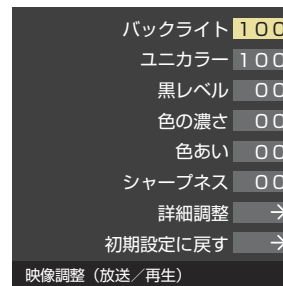 バックライト 100
ユニカラー 100
黒レベル 00
色の濃さ 00
色あい 00
シャープネス 00
詳細調整 →
初期設定に戻す →
映像調整（放送／再生）